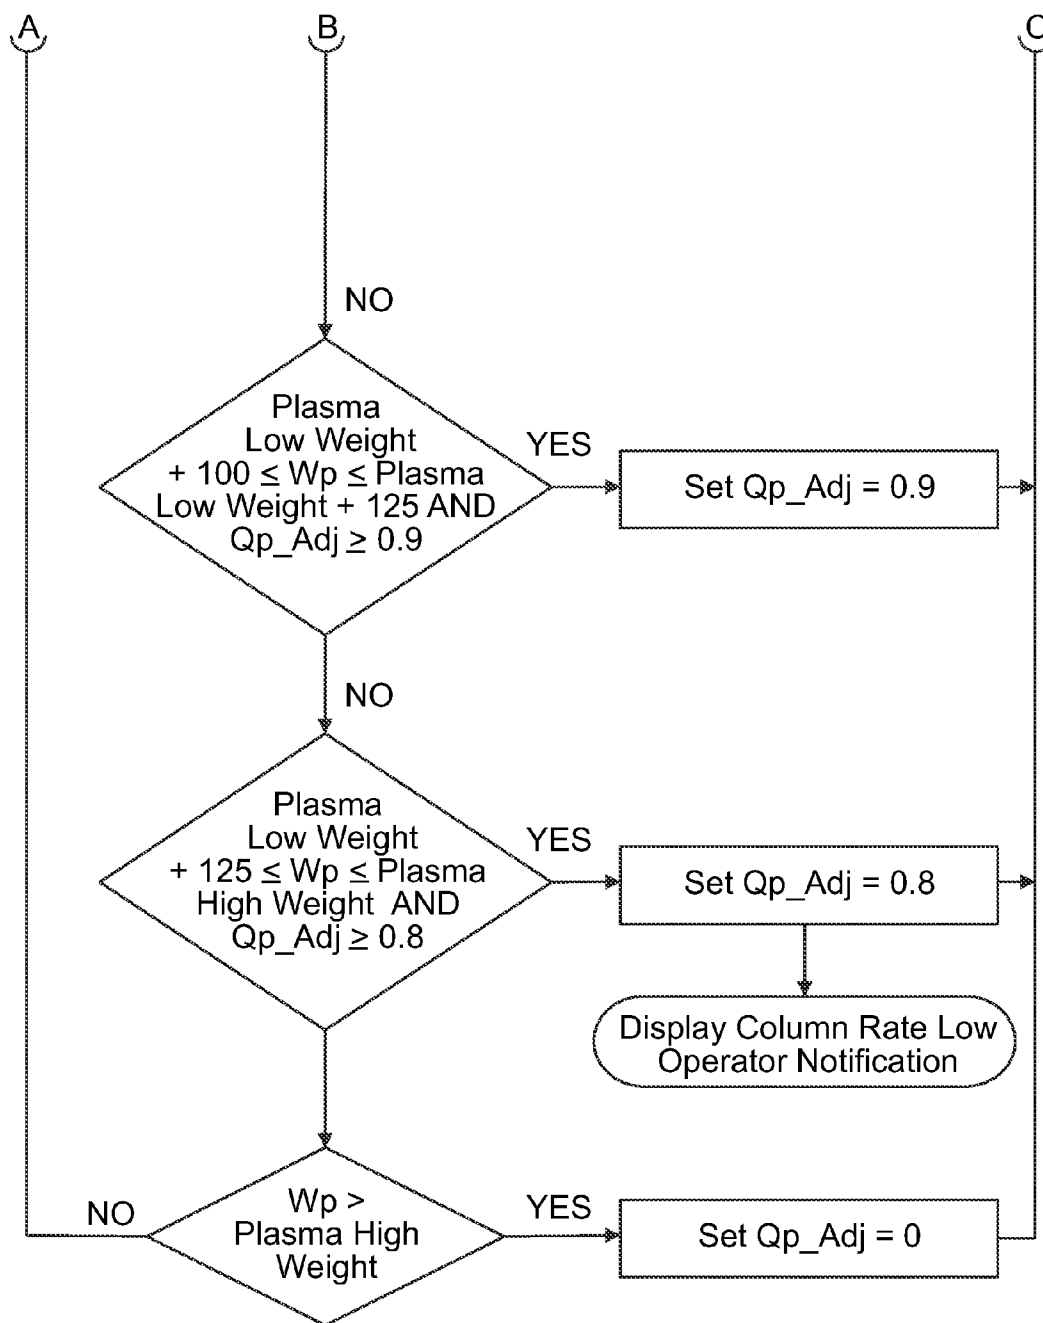 A
B
C
NO
Plasma
Low Weight
+ 100 ≤ Wp ≤ Plasma
Low Weight + 125 AND
Qp_Adj ≥ 0.9
YES
Set Qp_Adj = 0.9
NO
Plasma
Low Weight
+ 125 ≤ Wp ≤ Plasma
High Weight AND
Qp_Adj ≥ 0.8
YES
Set Qp_Adj = 0.8
Display Column Rate Low
Operator Notification
NO
Wp >
Plasma High
Weight
YES
Set Qp_Adj = 0